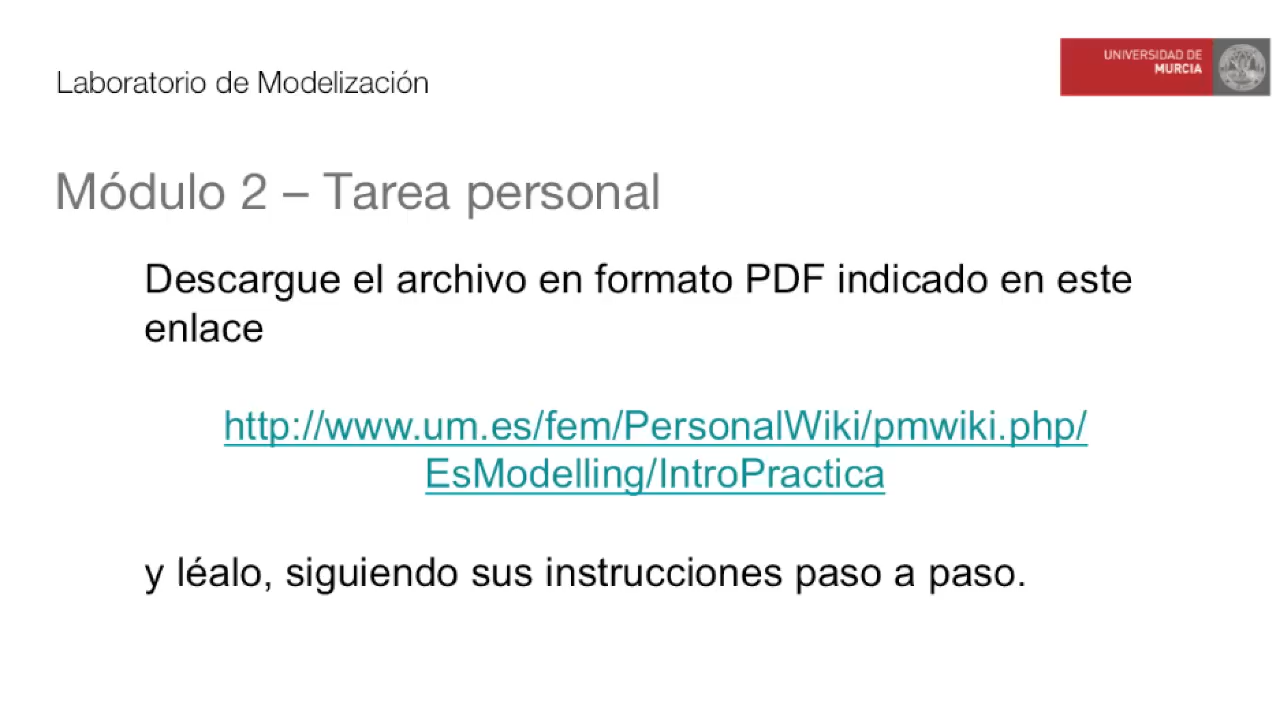 Laboratorio de Modelización
UNIVERSIDAD DE
MURCIA
Módulo 2 – Tarea personal
Descargue el archivo en formato PDF indicado en este
enlace
http://www.um.es/fem/PersonalWiki/pmwiki.php/
EsModelling/IntroPractica
y léalo, siguiendo sus instrucciones paso a paso.